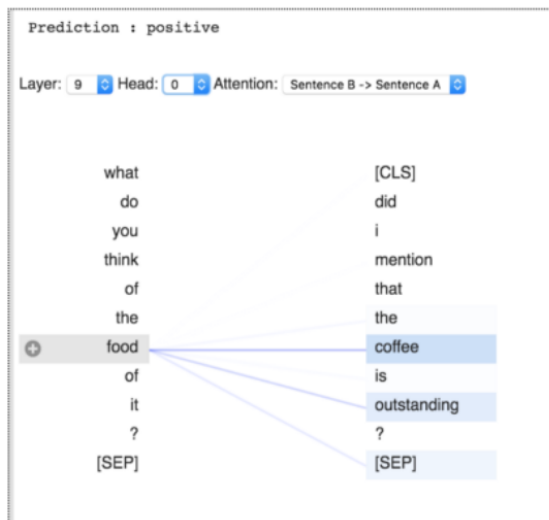 Prediction : positive
Layer: 9 Head: 0 Attention: Sentence B -> Sentence A
what [CLS]
do did
you i
think mention
of that
the the
food coffee
of is
it outstanding
? ?
[SEP] [SEP]